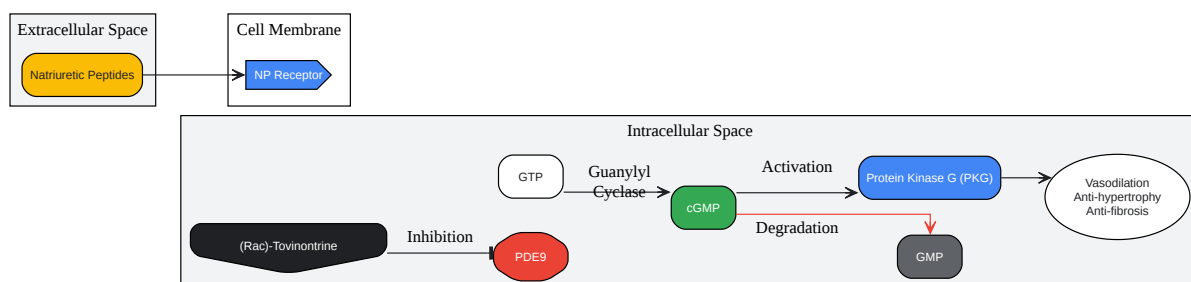 Extracellular Space
Natriuretic Peptides
Cell Membrane
NP Receptor
Intracellular Space
GTP
Guanylyl
Cyclase
cGMP
Activation
Protein Kinase G (PKG)
Vasodilation
Anti-hypertrophy
Anti-fibrosis
Degradation
GMP
(Rac)-Tovinontrine
Inhibition
PDE9